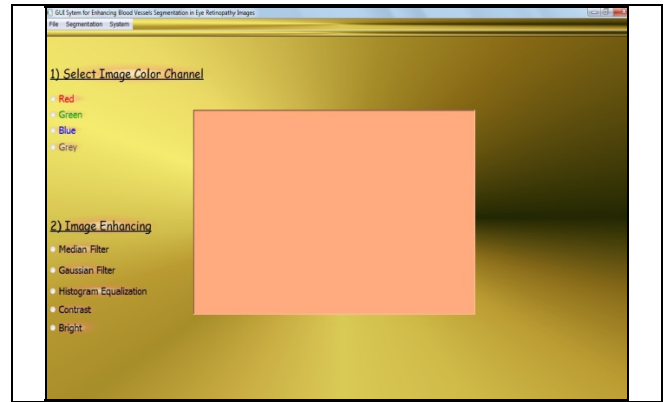 GUI Sytem for Enhancing Blood Vessels Segmentation in Eye Retinopathy Images
File Segmentation System
1) Select Image Color Channel
Red
Green
Blue
Grey
2) Image Enhancing
Median Filter
Gaussian Filter
Histogram Equalization
Contrast
Bright